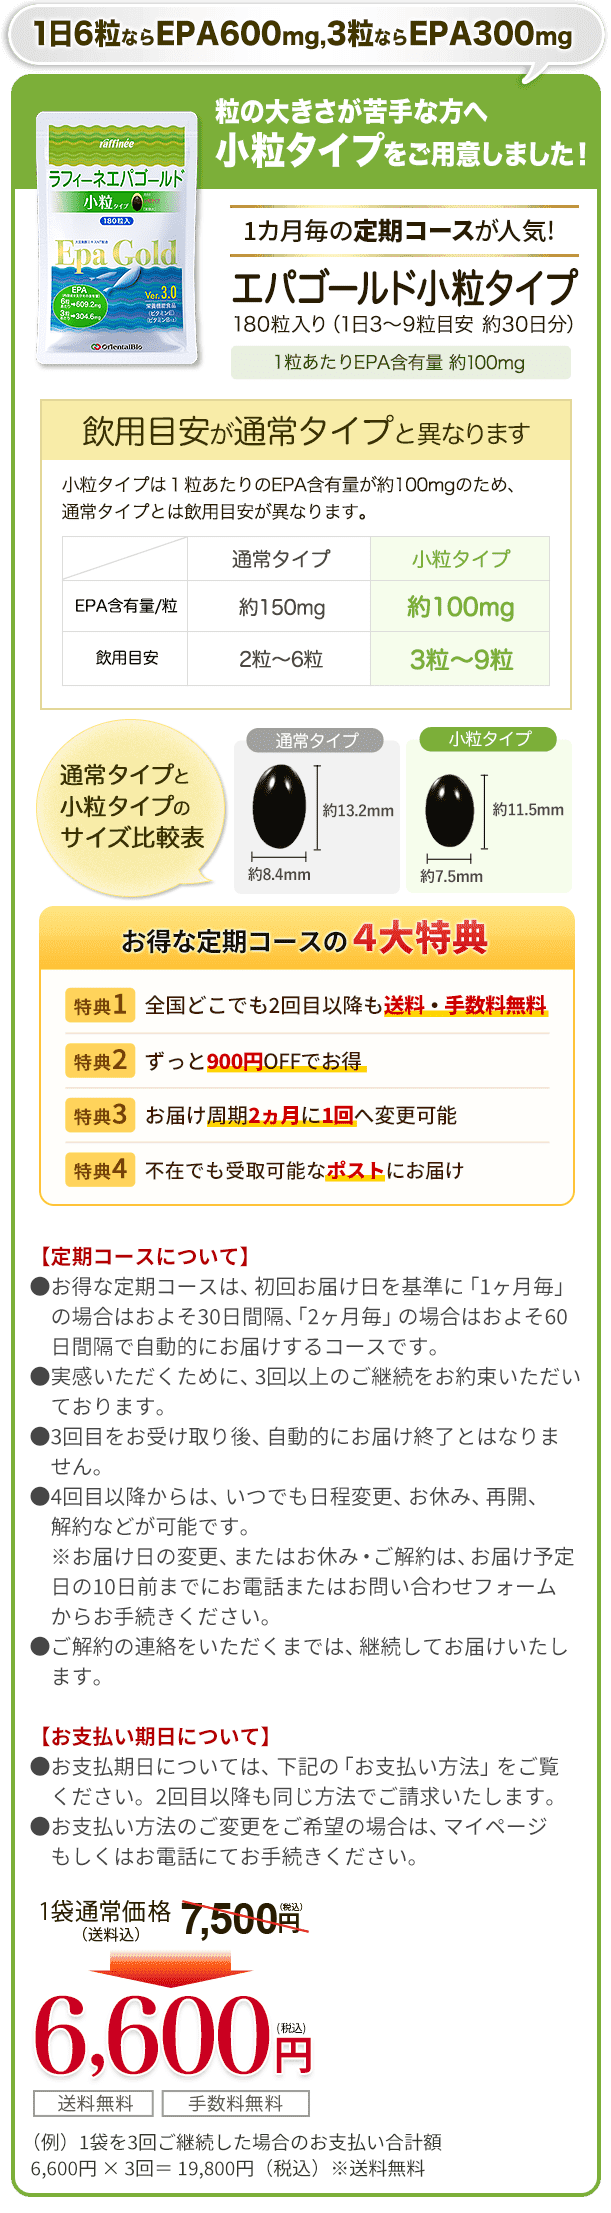 1日6粒ならEPA600mg,3粒ならEPA300mg
粒の大きさが苦手な方へ
小粒タイプをご用意しました!
raffinée
ラフィーネエパゴールド
小粒タイプ
180粒入
Epa Gold
EPA
6粒
→609.2mg
3粒
→304.6mg
Ver.3.0
栄養機能食品
OrientalBio
1カ月毎の定期コースが人気!
エパゴールド小粒タイプ
180粒入り(1日3〜9粒目安 約30日分)
1粒あたりEPA含有量 約100mg
飲用目安が通常タイプと異なります
小粒タイプは1粒あたりのEPA含有量が約100mgのため、
通常タイプとは飲用目安が異なります。
通常タイプ 小粒タイプ
EPA含有量/粒 約150mg 約100mg
飲用目安 2粒〜6粒 3粒〜9粒
通常タイプと
小粒タイプの
サイズ比較表
通常タイプ
約13.2mm
約8.4mm
小粒タイプ
約11.5mm
約7.5mm
お得な定期コースの4大特典
特典1 全国どこでも2回目以降も送料・手数料無料
特典2 ずっと900円OFFでお得
特典3 お届け周期2ヵ月に1回へ変更可能
特典4 不在でも受取可能なポストにお届け
【定期コースについて】
●お得な定期コースは、初回お届け日を基準に「1ヶ月毎」
の場合はおよそ30日間隔、「2ヶ月毎」の場合はおよそ60
日間隔で自動的にお届けするコースです。
●実感いただくために、3回以上のご継続をお約束いただい
ております。
●3回目をお受け取り後、自動的にお届け終了とはなりま
せん。
●4回目以降からは、いつでも日程変更、お休み、再開、
解約などが可能です。
※お届け日の変更、またはお休み・ご解約は、お届け予定
日の10日前までにお電話またはお問い合わせフォーム
からお手続きください。
●ご解約の連絡をいただくまでは、継続してお届けいたし
ます。
【お支払い期日について】
●お支払期日については、下記の「お支払い方法」をご覧
ください。2回目以降も同じ方法でご請求いたします。
●お支払い方法のご変更をご希望の場合は、マイページ
もしくはお電話にてお手続きください。
1袋通常価格
(送料込)
7,500円(税込)
6,600円(税込)
送料無料 手数料無料
(例)1袋を3回ご継続した場合のお支払い合計額
6,600円 × 3回= 19,800円(税込)※送料無料